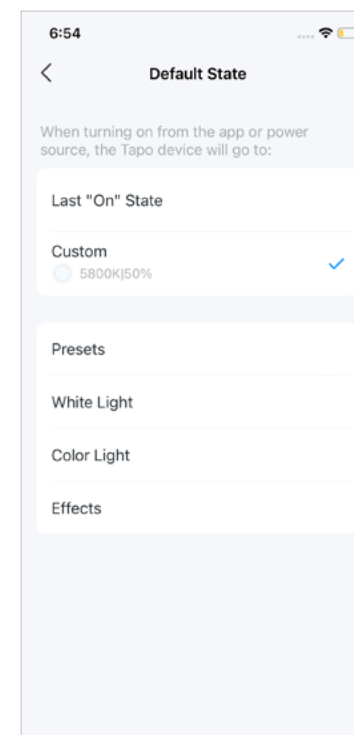 6:54
Default State
When turning on from the app or power
source, the Tapo device will go to:
Last "On" State
Custom
5800K|50%
Presets
White Light
Color Light
Effects